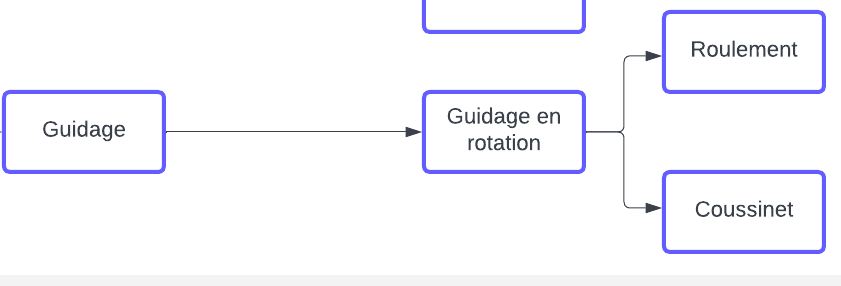 Roulement
Guidage
Guidage en
rotation
Coussinet